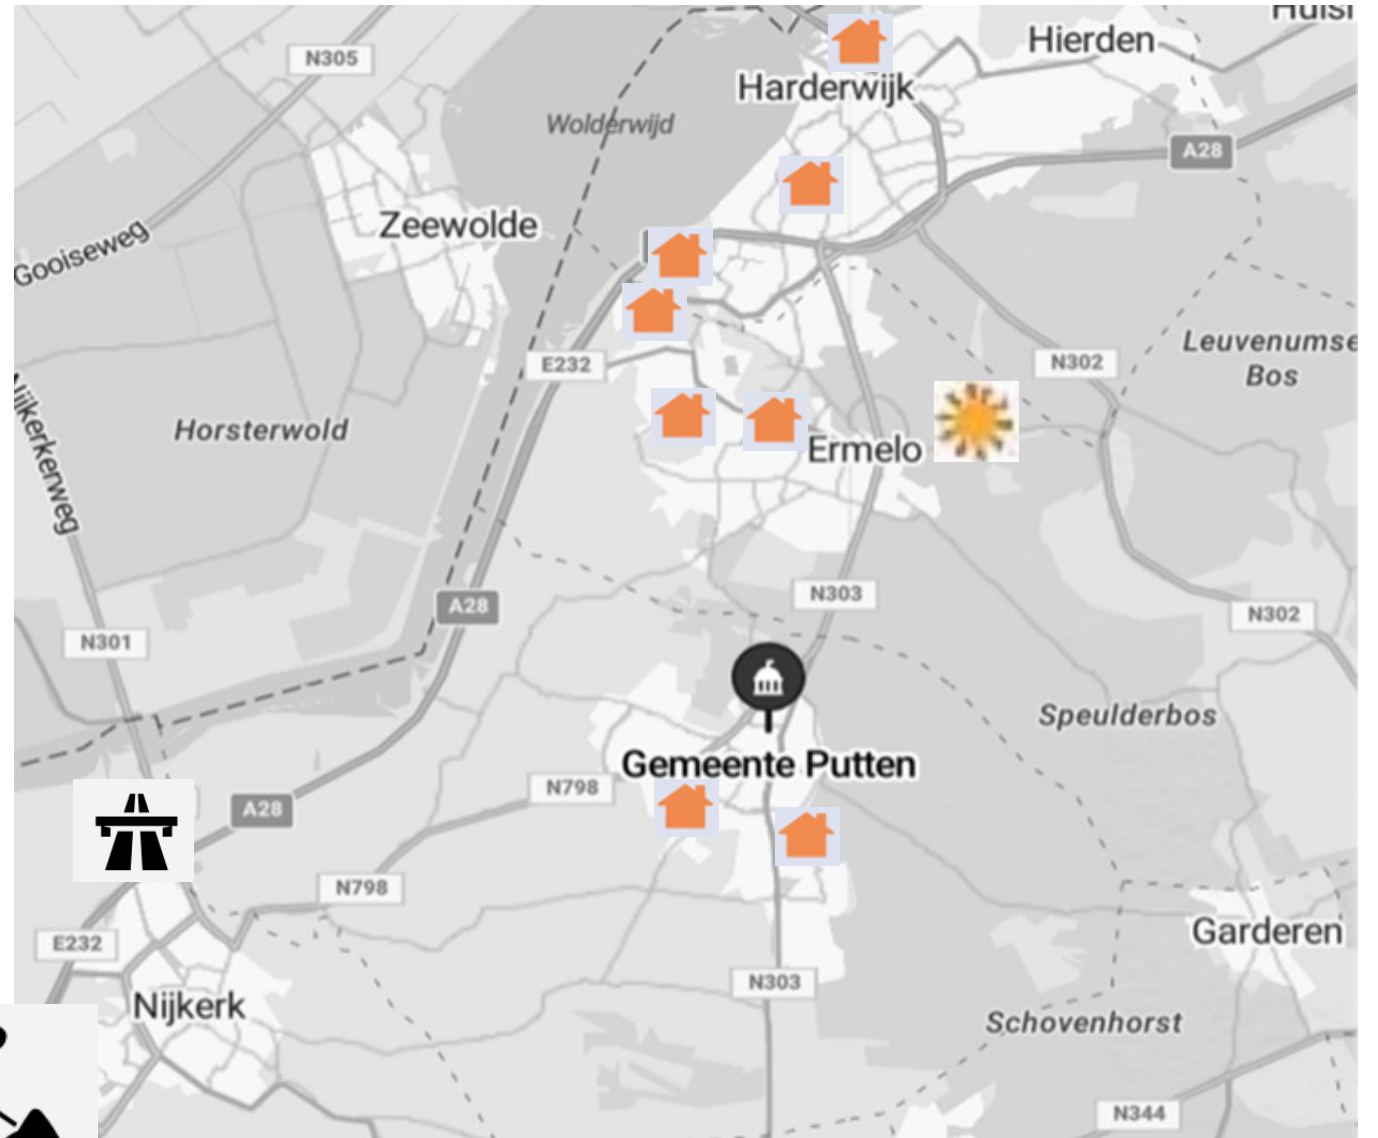 Hulsl
N305
Hierden
Harderwijk
Wolderwijd
A28
Zeewolde
Gooiseweg
Leuvenumse
Bos
E232
N302
Nijkerkerweg
Horsterwold
Ermelo
N303
A28
N302
N301
Speulderbos
Gemeente Putten
N798
A28
N798
Garderen
E232
N303
Nijkerk
Schovenhorst
N344